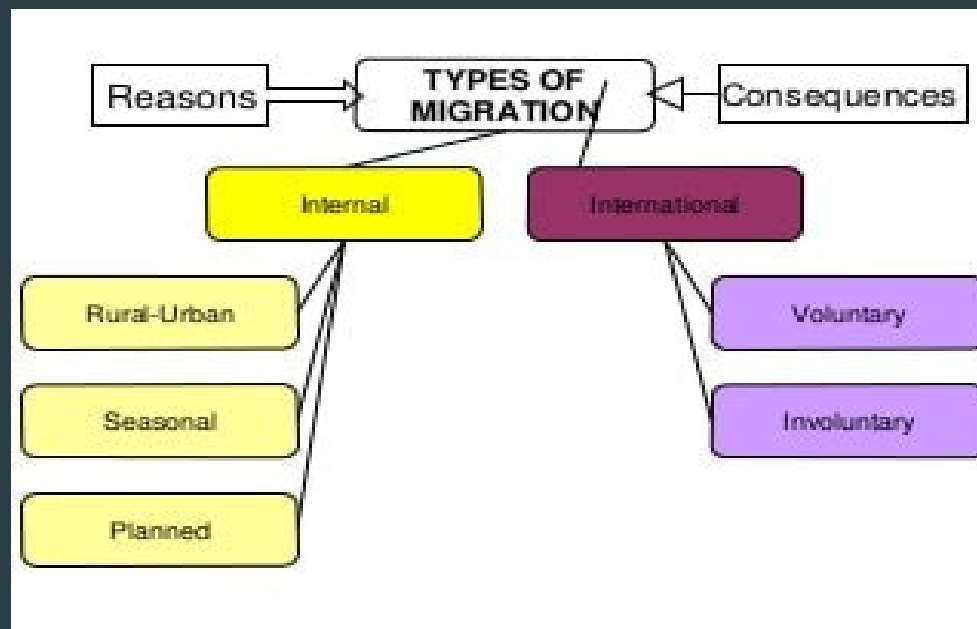 Reasons
TYPES OF
MIGRATION
Consequences
Internal
International
Rural-Urban
Voluntary
Seasonal
Involuntary
Planned